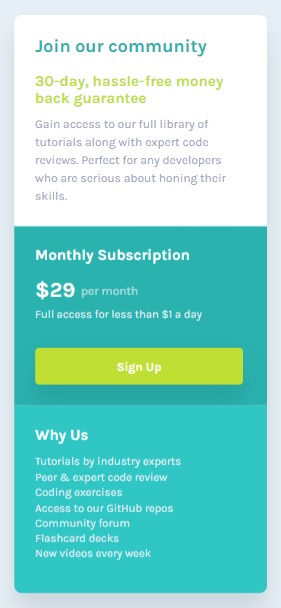 Join our community
30-day, hassle-free money
back guarantee
Gain access to our full library of
tutorials along with expert code
reviews. Perfect for any developers
who are serious about honing their
skills.
Monthly Subscription
$29 per month
Full access for less than $1 a day
Sign Up
Why Us
Tutorials by industry experts
Peer & expert code review
Coding exercises
Access to our GitHub repos
Community forum
Flashcard decks
New videos every week